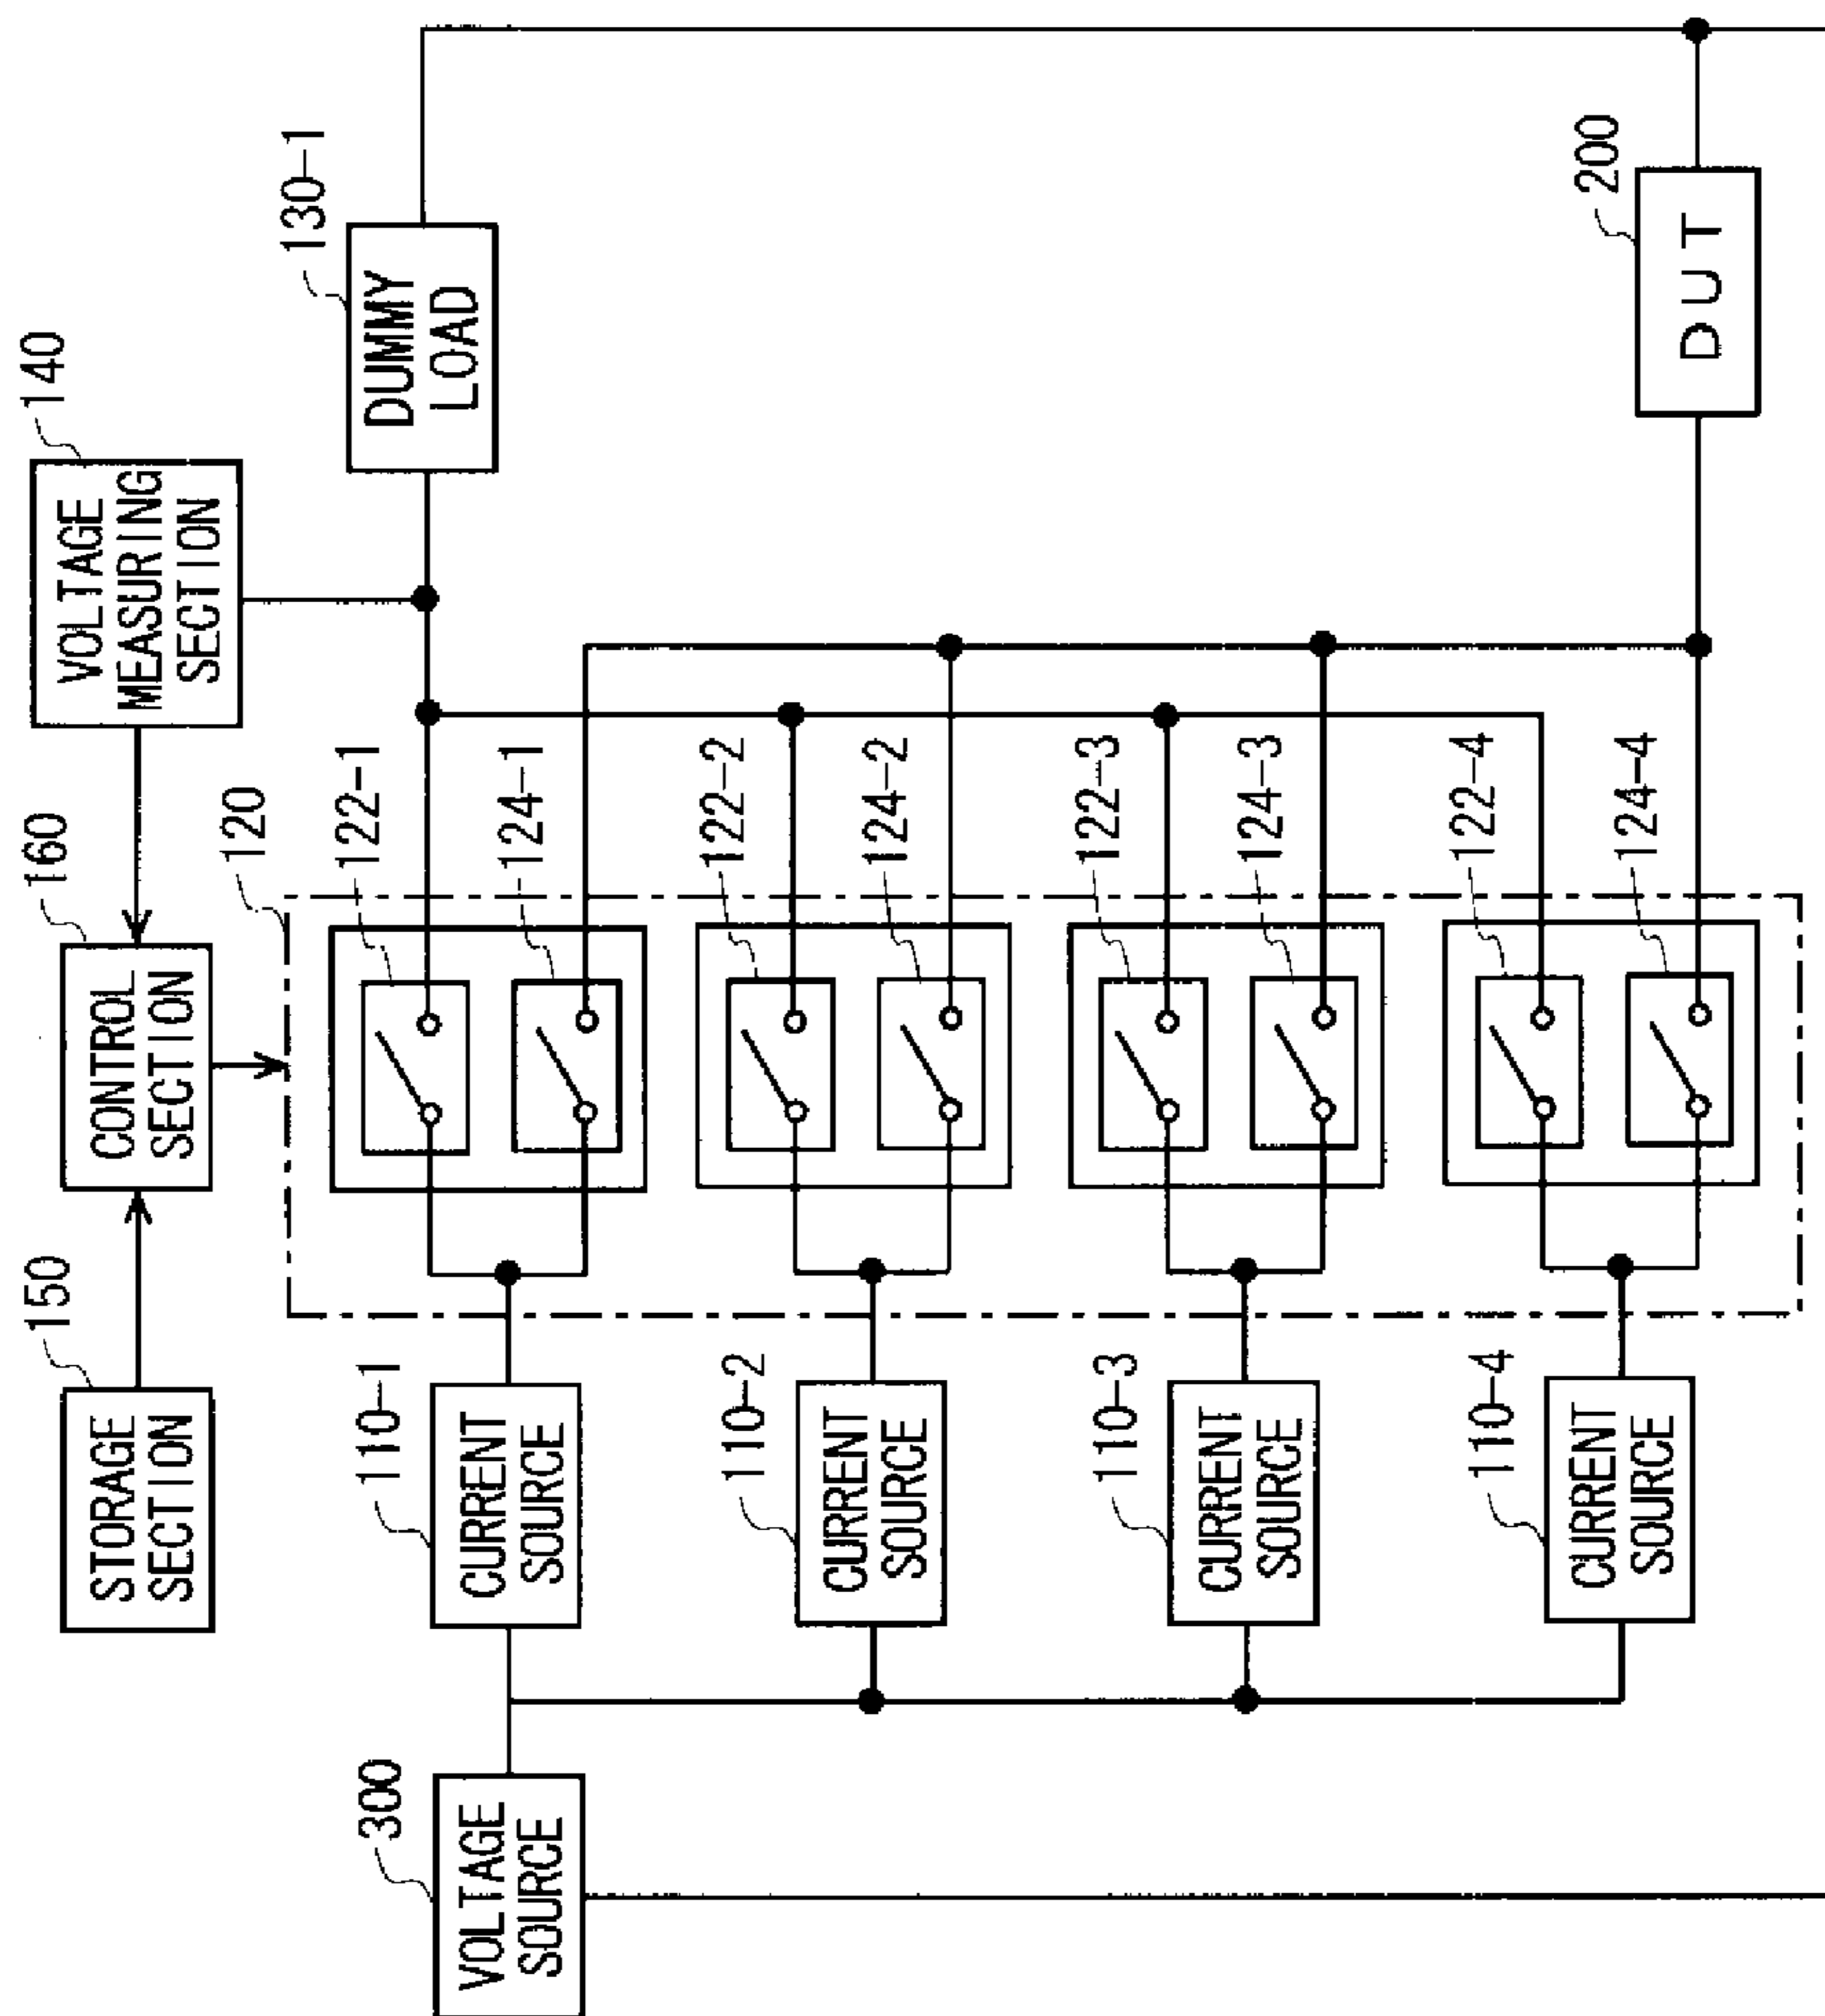 STORAGE
SECTION
150
CONTROL
SECTION
160
VOLTAGE
MEASURING
SECTION
140
120
VOLTAGE
SOURCE
300
CURRENT
SOURCE
110-1
122-1
124-1
DUMMY
LOAD
130-1
CURRENT
SOURCE
110-2
122-2
124-2
CURRENT
SOURCE
110-3
122-3
124-3
CURRENT
SOURCE
110-4
122-4
124-4
DUT
200